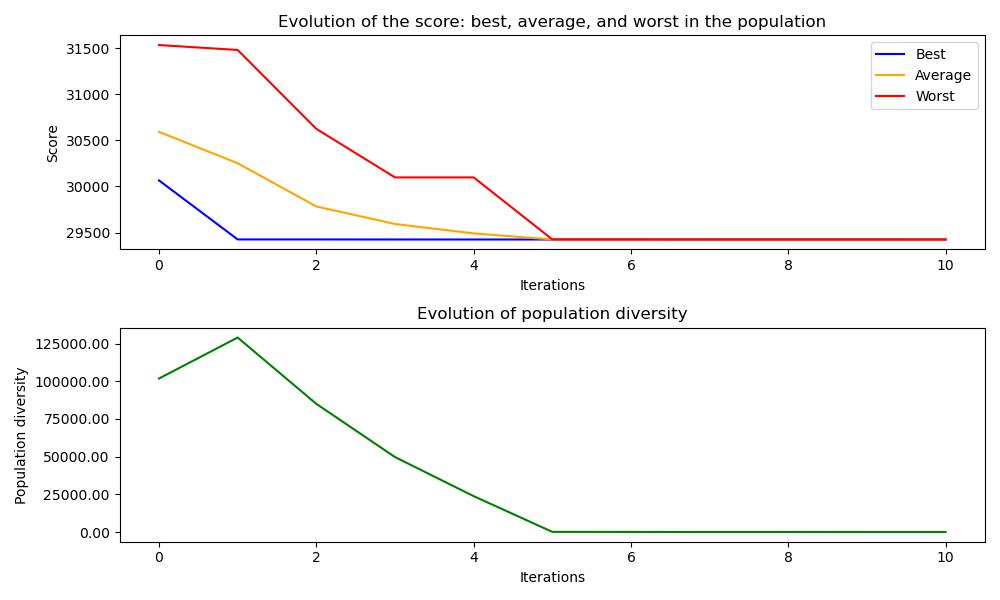 Evolution of the score: best, average, and worst in the population
31500
31000
30500
30000
29500
Score
Best
Average
Worst
0 2 4 6 8 10
Iterations
Evolution of population diversity
125000.00
100000.00
75000.00
50000.00
25000.00
0.00
Population diversity
0 2 4 6 8 10
Iterations